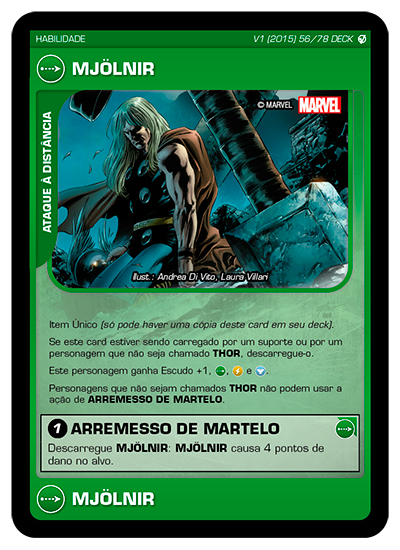 HABILIDADE
V1 (2015) 56/78 DECK
MJÖLNIR
ATAQUE À DISTÂNCIA
© MARVEL MARVEL
Ilust.: Andrea Di Vito, Laura Villari
Item Único (só pode haver uma cópia deste card em seu deck).
Se este card estiver sendo carregado por um suporte ou por um
personagem que não seja chamado THOR, descarregue-o.
Este personagem ganha Escudo +1, , e .
Personagens que não sejam chamados THOR não podem usar a
ação de ARREMESSO DE MARTELO.
1 ARREMESSO DE MARTELO
Descarregue MJÖLNIR: MJÖLNIR causa 4 pontos de
dano no alvo.
MJÖLNIR